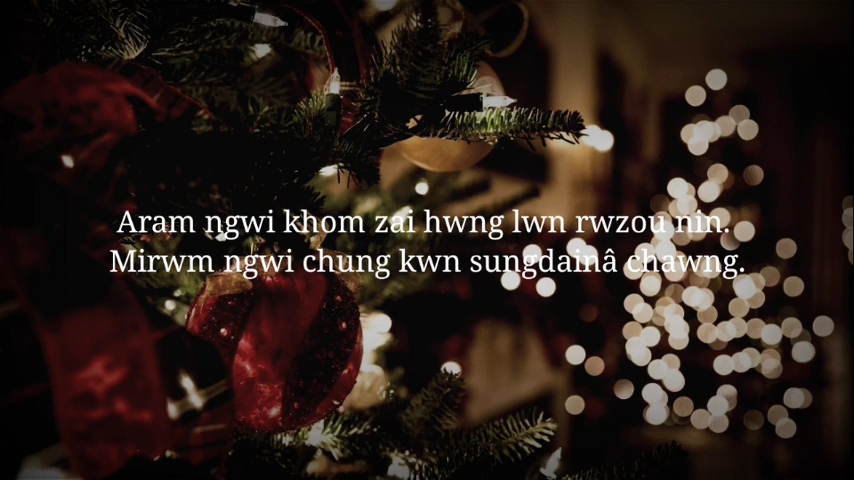 Aram ngwi khom zai hwng lwn rwzou nin.
Mirwm ngwi chung kwn sungdainâ chawng.